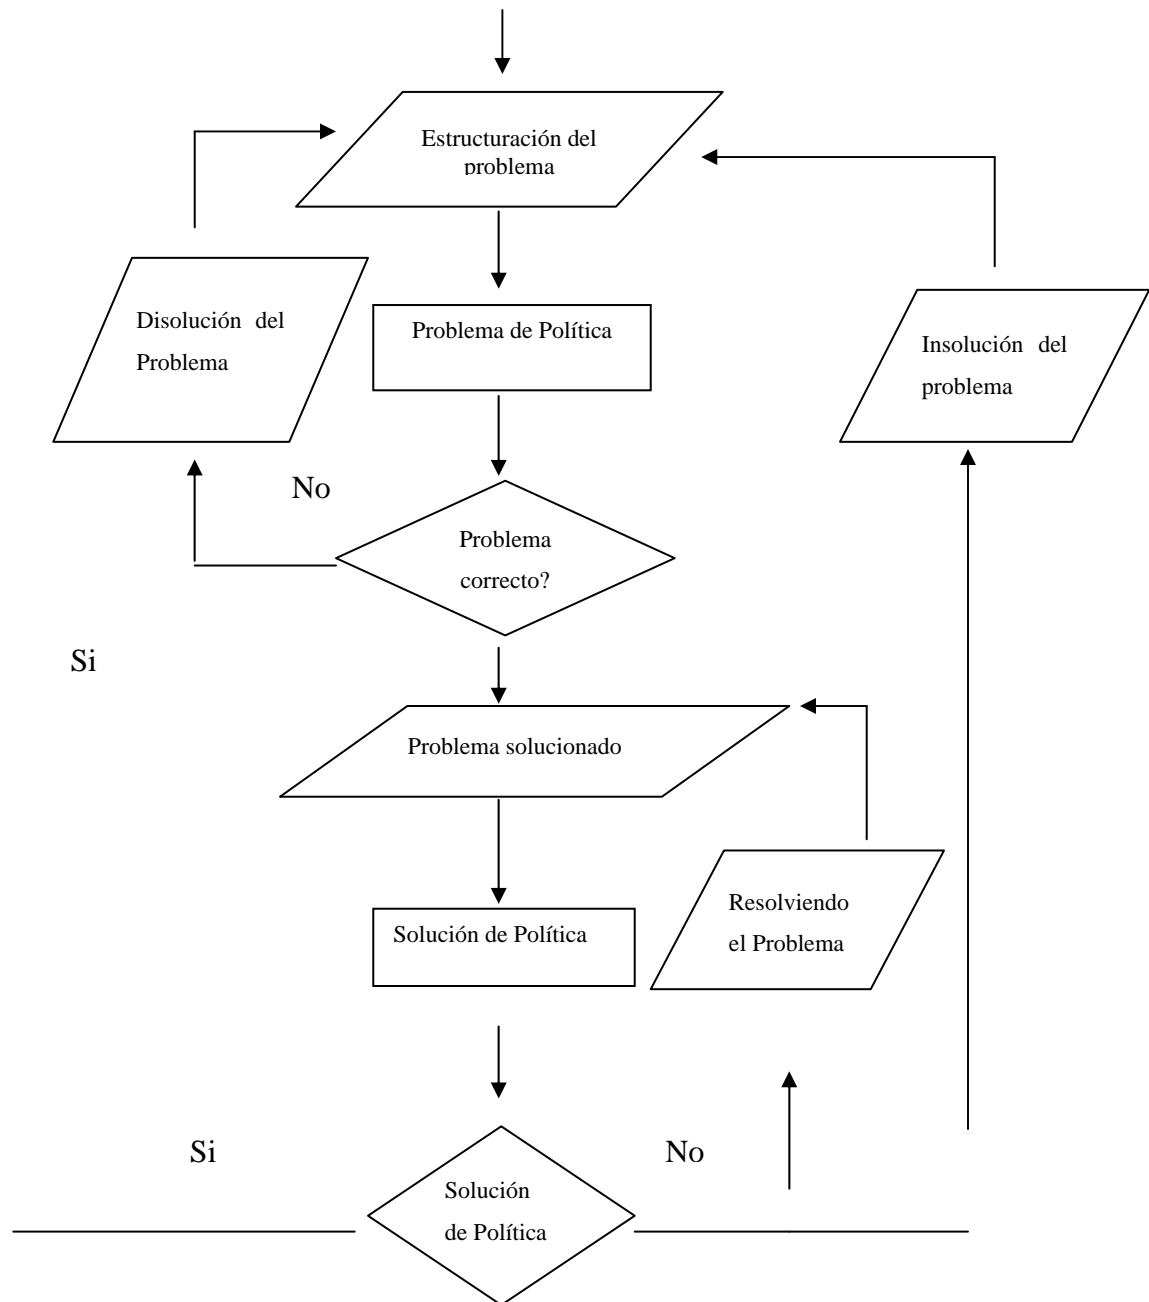 Estructuración del
problema
Disolución del
Problema
Problema de Política
Insolución del
problema
No
Problema
correcto?
Si
Problema solucionado
Resolviendo
el Problema
Solución de Política
Si
No
Solución
de Política